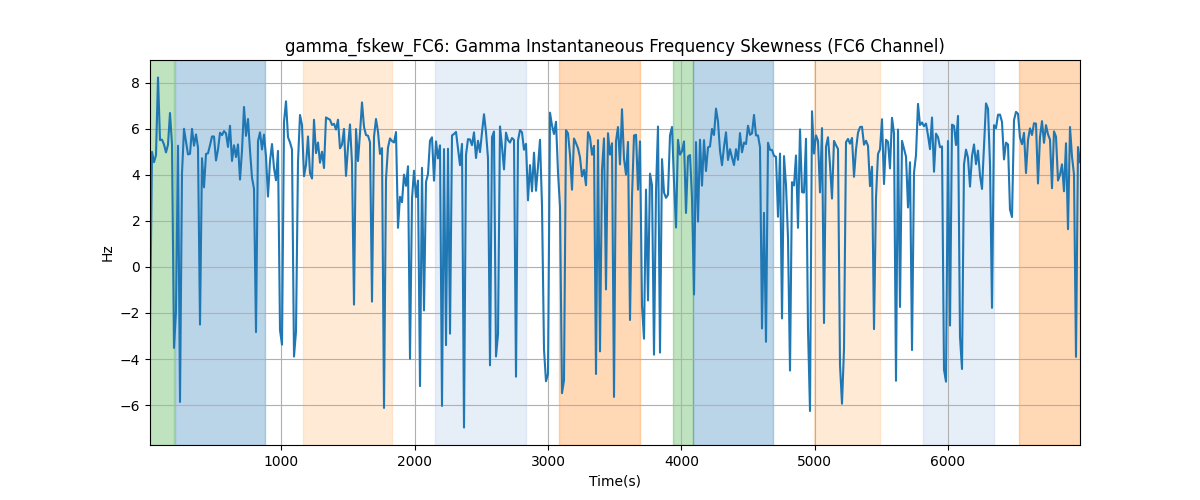 gamma_fskew_FC6: Gamma Instantaneous Frequency Skewness (FC6 Channel)
8
6
4
2
0
−2
−4
−6
Hz
1000 2000 3000 4000 5000 6000
Time(s)